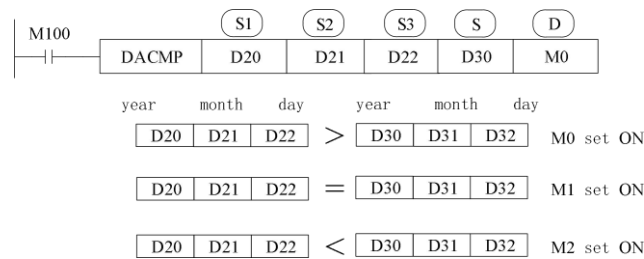 S1 S2 S3 S D
M100
DACMP D20 D21 D22 D30 M0
year month day year month day
D20 D21 D22 > D30 D31 D32 M0 set ON
D20 D21 D22 = D30 D31 D32 M1 set ON
D20 D21 D22 < D30 D31 D32 M2 set ON